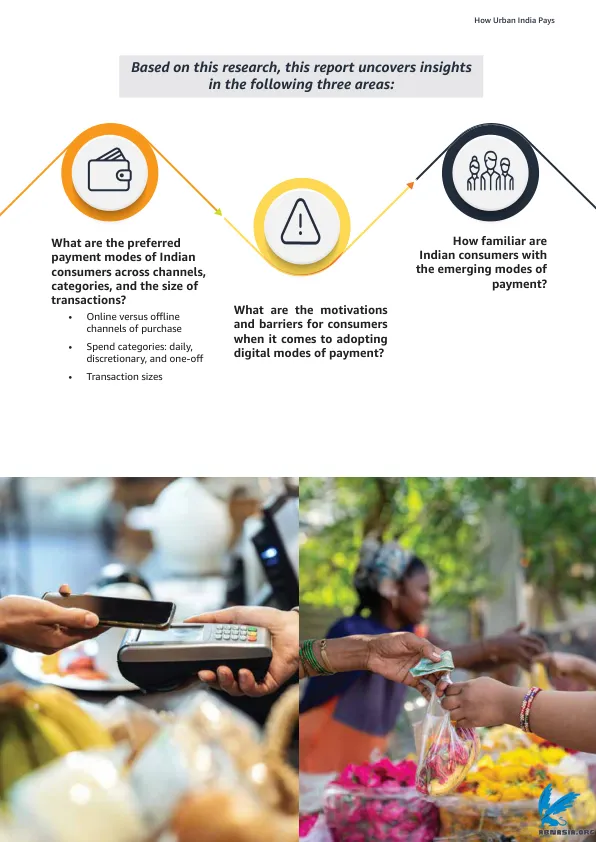 How Urban India Pays
Based on this research, this report uncovers insights
in the following three areas:
What are the preferred
payment modes of Indian
consumers across channels,
categories, and the size of
transactions?
• Online versus offline
channels of purchase
• Spend categories: daily,
discretionary, and one-off
• Transaction sizes
What are the motivations
and barriers for consumers
when it comes to adopting
digital modes of payment?
How familiar are
Indian consumers with
the emerging modes of
payment?